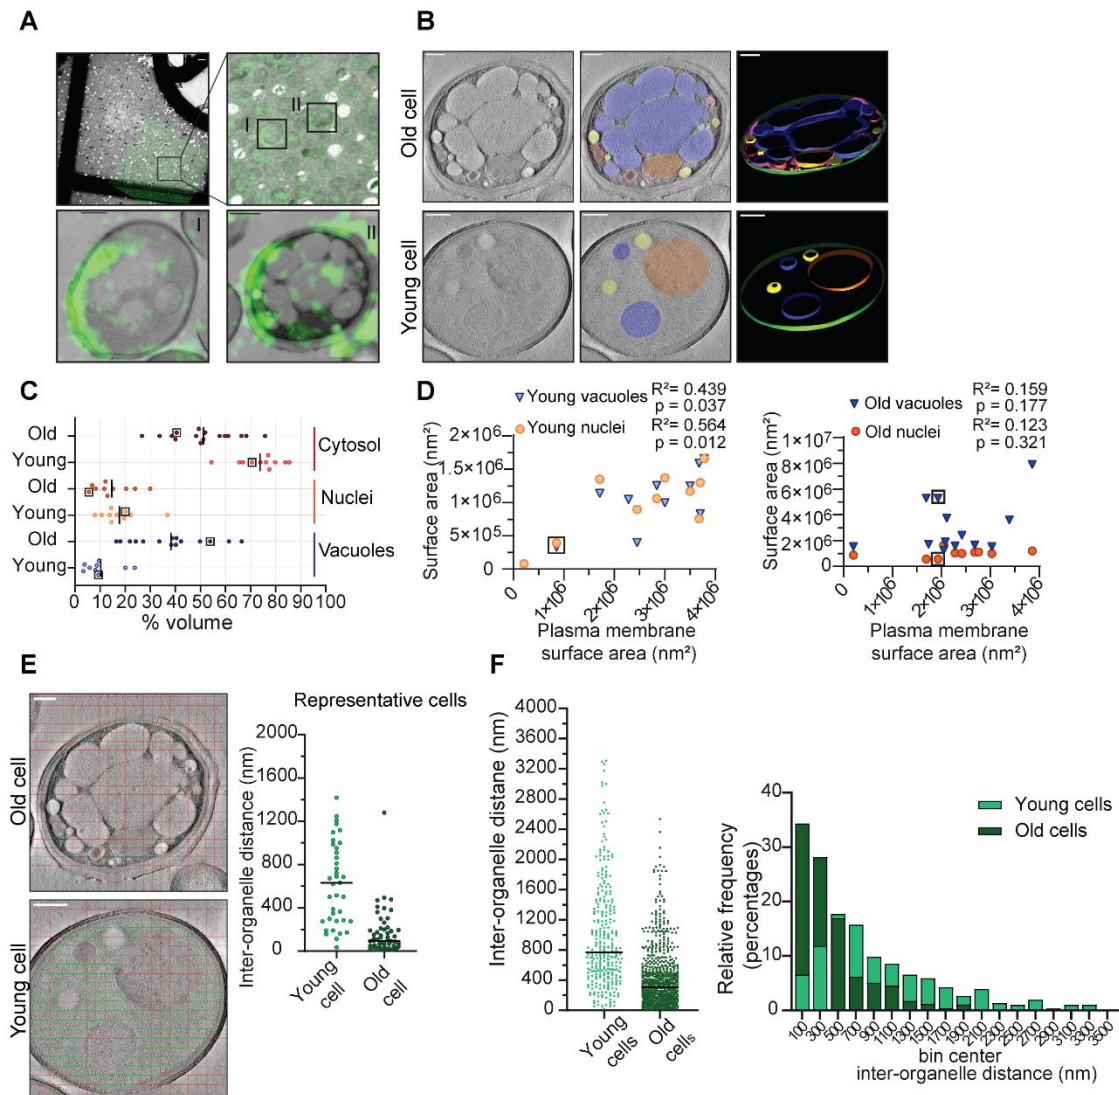 A
I
II
I
II
B
Old cell
Young cell
C
Old
Young
Cytosol
Old
Young
Nuclei
Old
Young
Vacuoles
0 10 20 30 40 50 60 70 80 90 100
% volume
D
Young vacuoles
R²= 0.439
p = 0.037
Young nuclei
R²= 0.564
p = 0.012
Surface area (nm²)
2×10⁶
1.5×10⁶
1×10⁶
5×10⁵
0
0 1×10⁶ 2×10⁶ 3×10⁶ 4×10⁶
Plasma membrane
surface area (nm²)
R²= 0.159
Old vacuoles
p = 0.177
R²= 0.123
Old nuclei
p = 0.321
Surface area (nm²)
1×10⁷
8×10⁶
6×10⁶
4×10⁶
2×10⁶
0
0 1×10⁶ 2×10⁶ 3×10⁶ 4×10⁶
Plasma membrane
surface area (nm²)
E
Old cell
Young cell
Representative cells
Inter-organelle distance (nm)
2000
1600
1200
800
400
0
Young
cell
Old
cell
F
Inter-organelle distane (nm)
4000
3600
3200
2800
2400
2000
1600
1200
800
400
0
Young
cells
Old
cells
Relative frequency
(percentages)
40
30
20
10
0
Young cells
Old cells
100 300 500 700 900 1100 1300 1500 1700 1900 2100 2300 2500 2700 2900 3100 3300 3500
bin center
inter-organelle distance (nm)